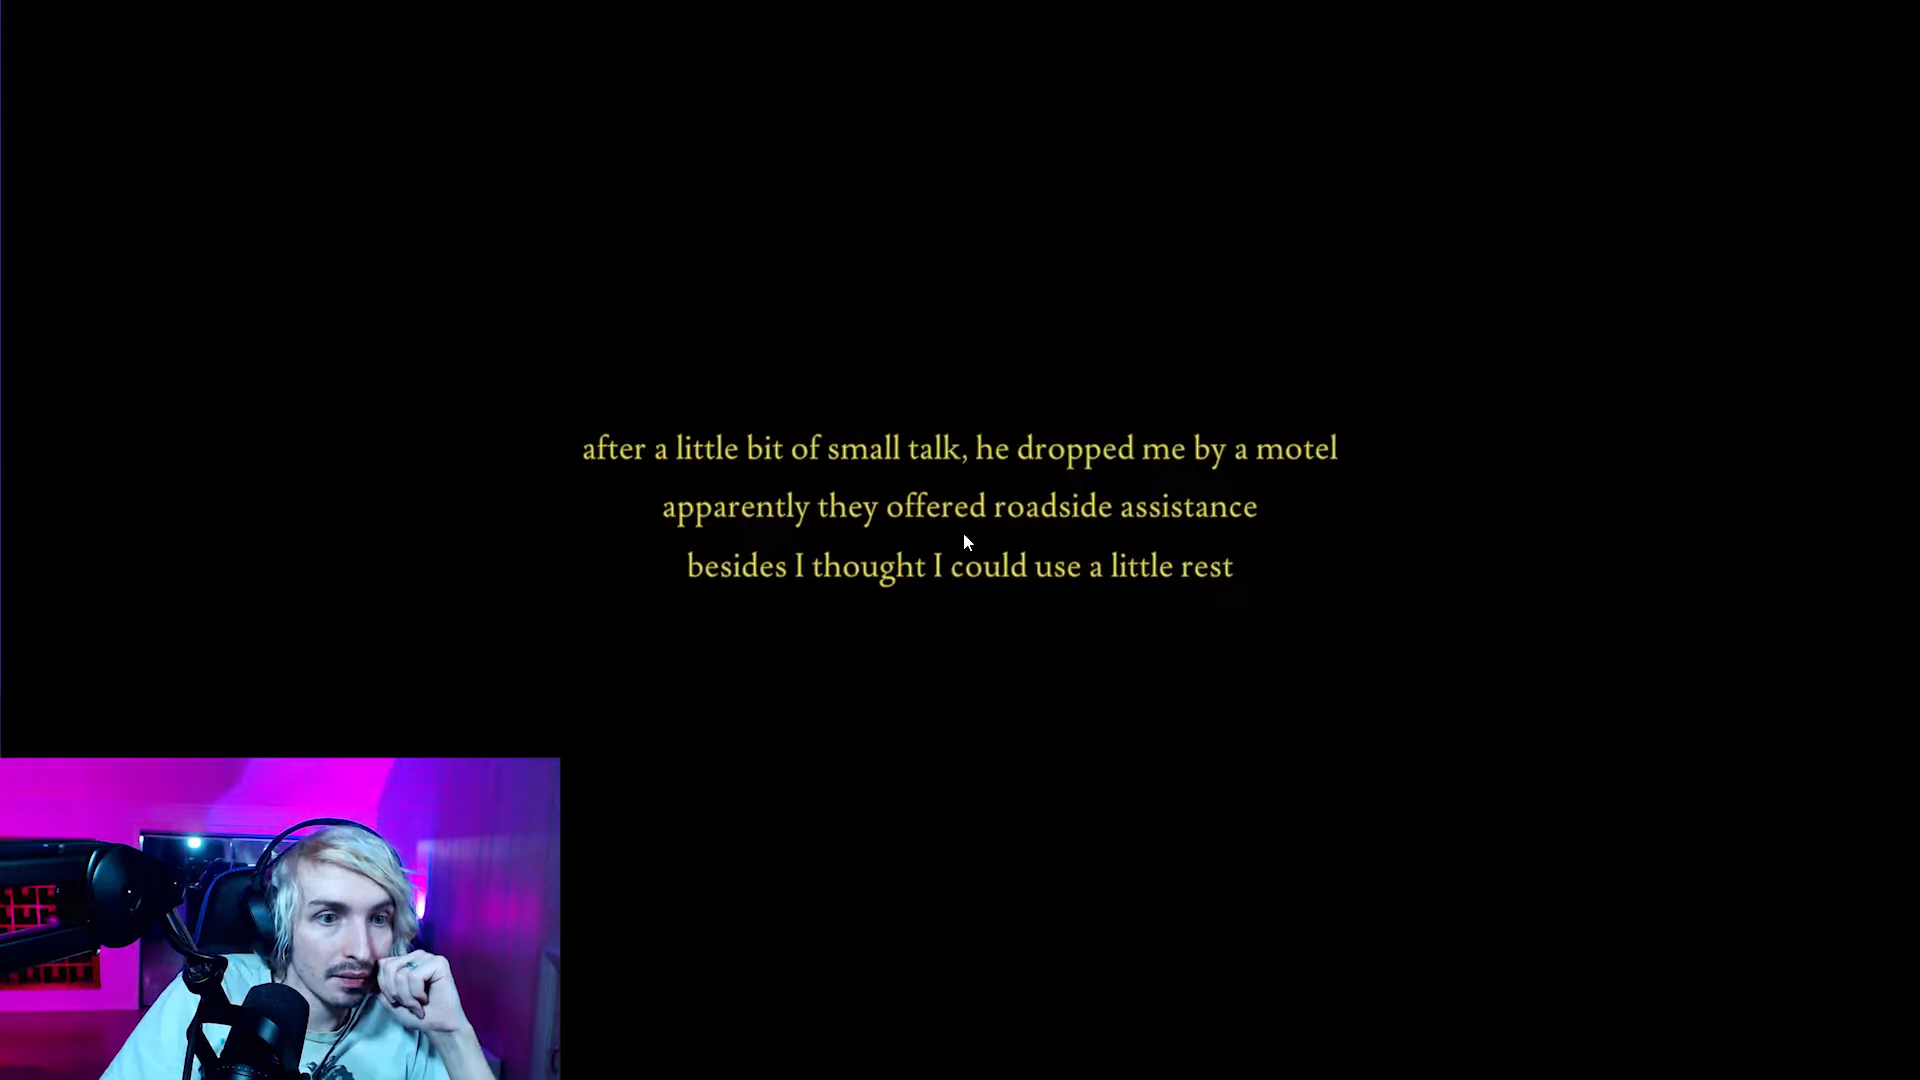 after a little bit of small talk, he dropped me by a motel
apparently they offered roadside assistance
besides I thought I could use a little rest